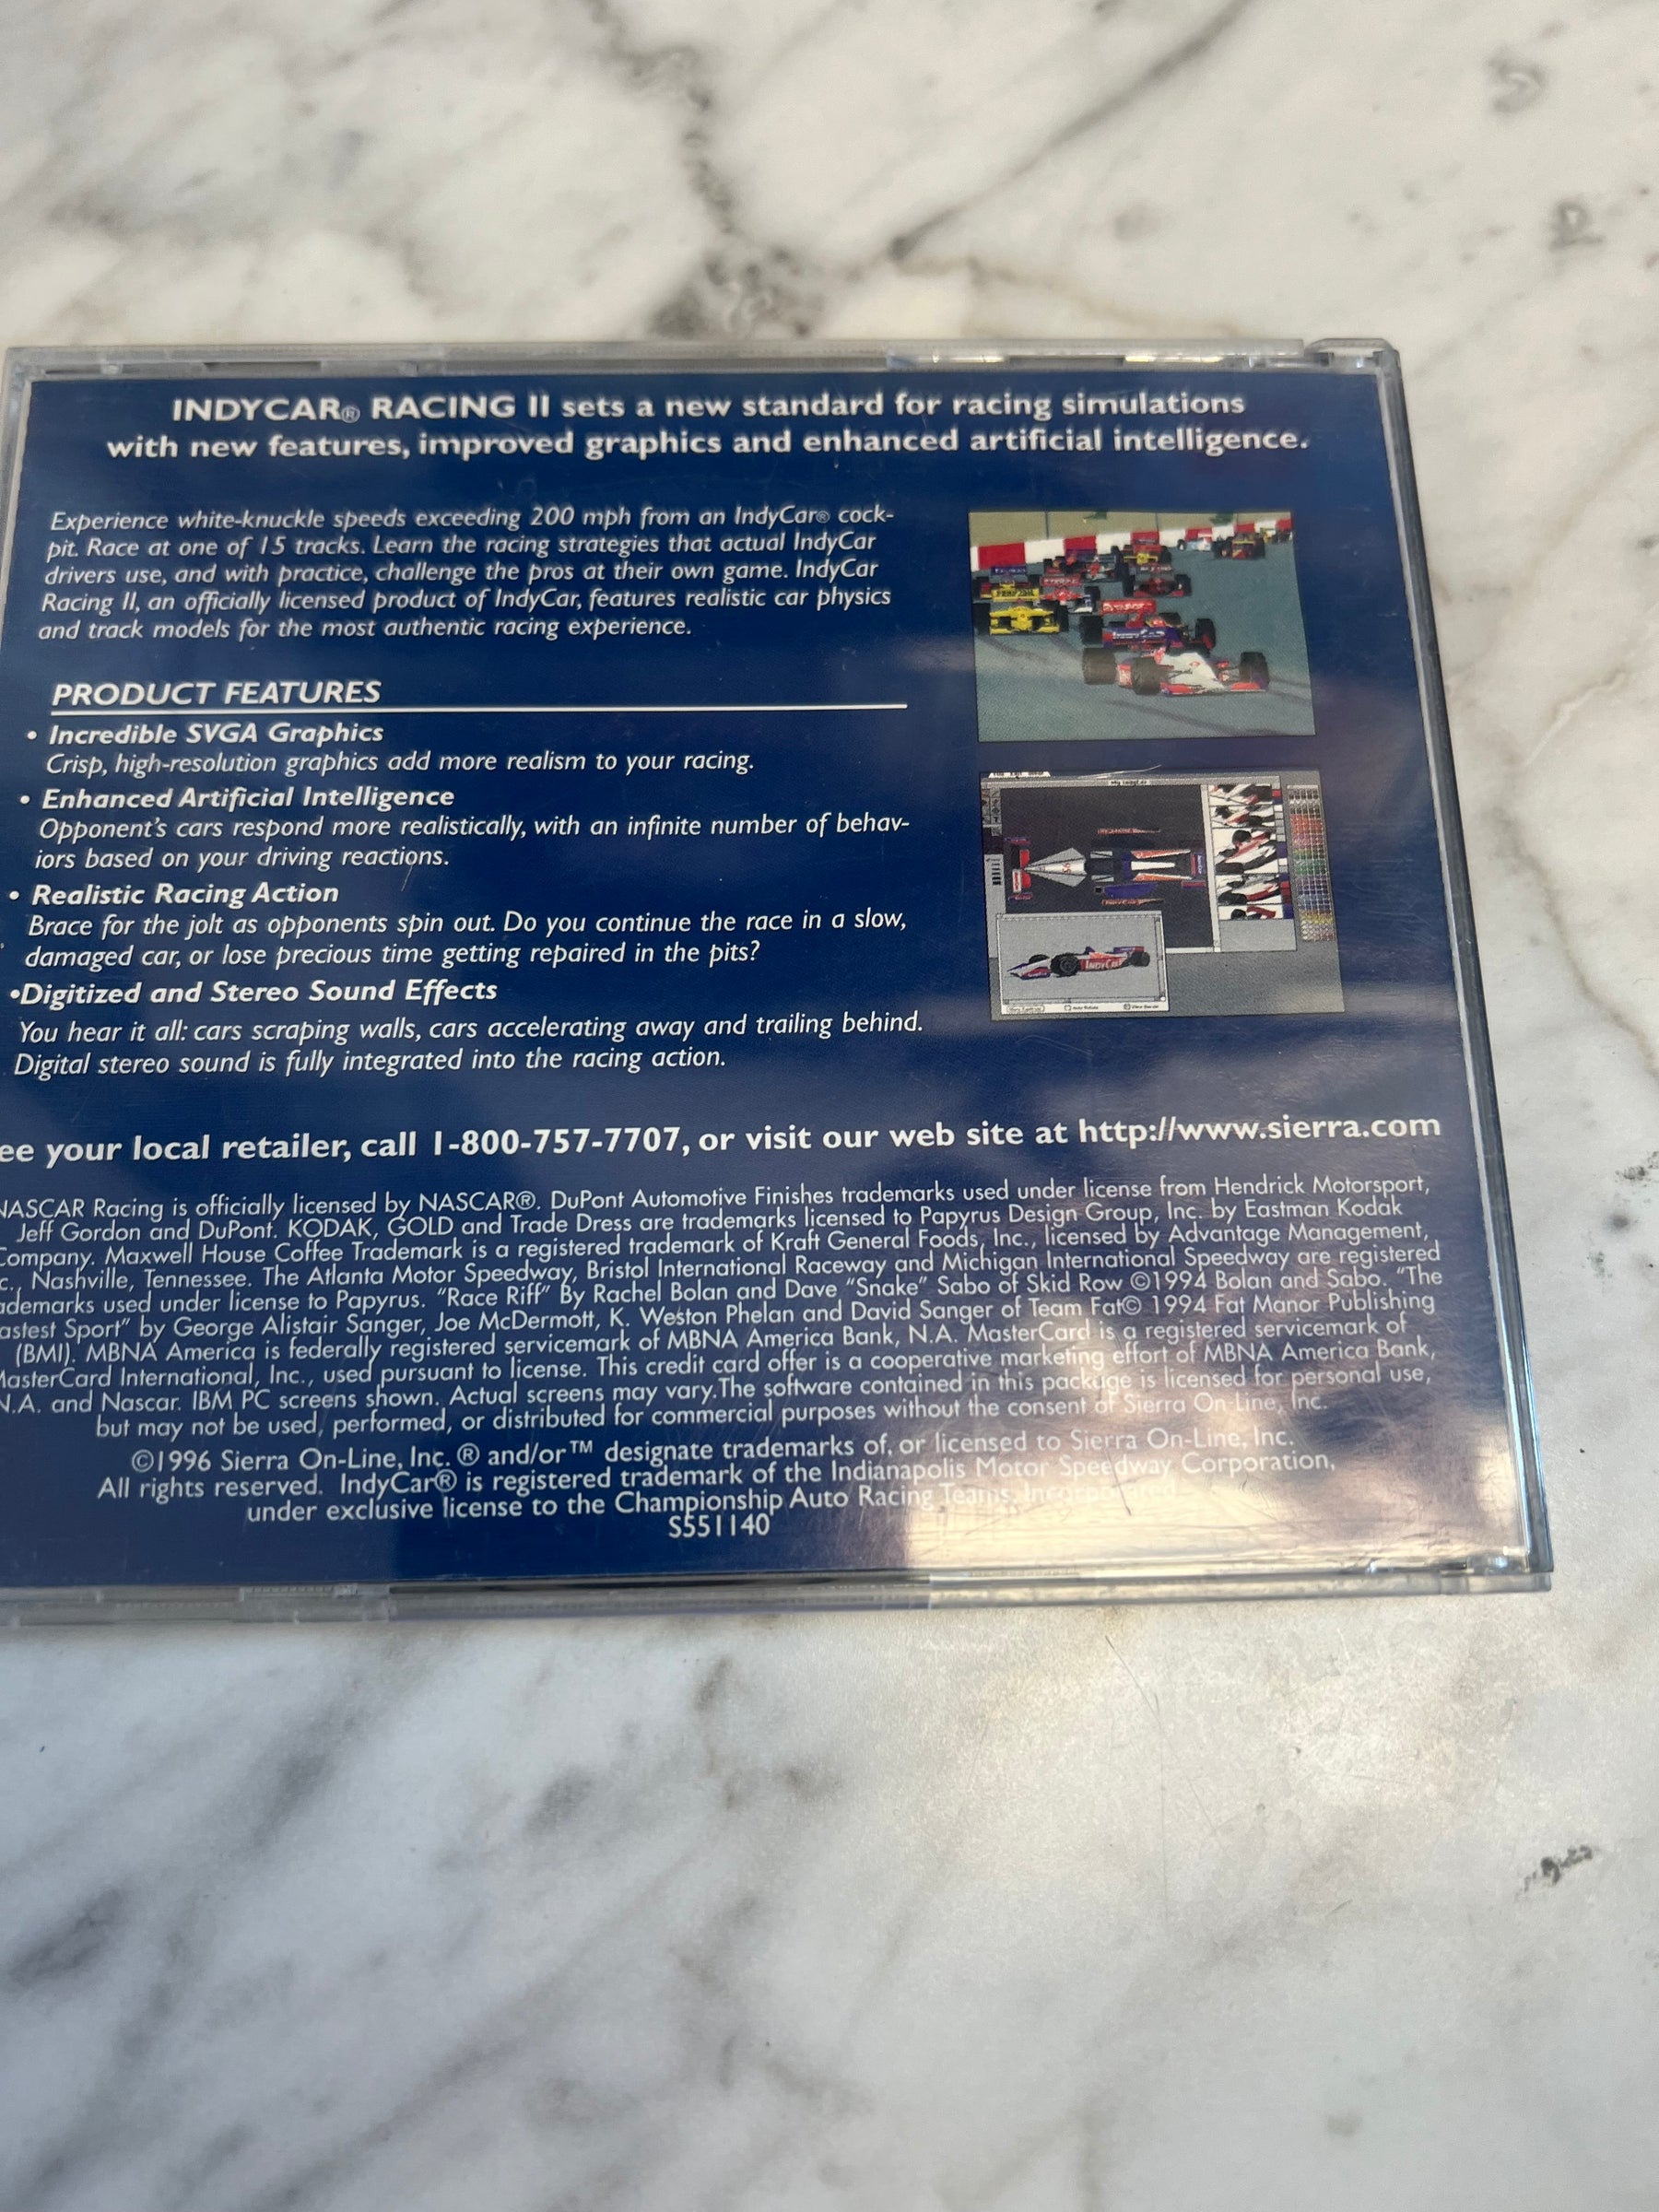 INDYCAR® RACING II sets a new standard for racing simulations
with new features, improved graphics and enhanced artificial intelligence.
Experience white-knuckle speeds exceeding 200 mph from an IndyCar® cock-
pit. Race at one of 15 tracks. Learn the racing strategies that actual IndyCar
drivers use, and with practice, challenge the pros at their own game. IndyCar
Racing II, an officially licensed product of IndyCar, features realistic car physics
and track models for the most authentic racing experience.
PRODUCT FEATURES
• Incredible SVGA Graphics
Crisp, high-resolution graphics add more realism to your racing.
• Enhanced Artificial Intelligence
Opponent's cars respond more realistically, with an infinite number of behav-
iors based on your driving reactions.
• Realistic Racing Action
Brace for the jolt as opponents spin out. Do you continue the race in a slow,
damaged car, or lose precious time getting repaired in the pits?
•Digitized and Stereo Sound Effects
You hear it all: cars scraping walls, cars accelerating away and trailing behind.
Digital stereo sound is fully integrated into the racing action.
ee your local retailer, call 1-800-757-7707, or visit our web site at http://www.sierra.com
NASCAR Racing is officially licensed by NASCAR®. DuPont Automotive Finishes trademarks used under license from Hendrick Motorsport,
Jeff Gordon and DuPont. KODAK, GOLD and Trade Dress are trademarks licensed to Papyrus Design Group, Inc. by Eastman Kodak
Company. Maxwell House Coffee Trademark is a registered trademark of Kraft General Foods, Inc., licensed by Advantage Management,
c., Nashville, Tennessee. The Atlanta Motor Speedway, Bristol International Raceway and Michigan International Speedway are registered
ademarks used under license to Papyrus. "Race Riff" By Rachel Bolan and Dave "Snake" Sabo of Skid Row ©1994 Bolan and Sabo. "The
astest Sport" by George Alistair Sanger, Joe McDermott, K. Weston Phelan and David Sanger of Team Fat© 1994 Fat Manor Publishing
(BMI). MBNA America is federally registered servicemark of MBNA America Bank, N.A. MasterCard is a registered servicemark of
MasterCard International, Inc., used pursuant to license. This credit card offer is a cooperative marketing effort of MBNA America Bank,
N.A. and Nascar. IBM PC screens shown. Actual screens may vary.The software contained in this package is licensed for personal use,
but may not be used, performed, or distributed for commercial purposes without the consent of Sierra On-Line, Inc.
©1996 Sierra On-Line, Inc. ® and/or™ designate trademarks of, or licensed to Sierra On-Line, Inc.
All rights reserved. IndyCar® is registered trademark of the Indianapolis Motor Speedway Corporation,
under exclusive license to the Championship Auto Racing Teams, Incorporated.
S551140